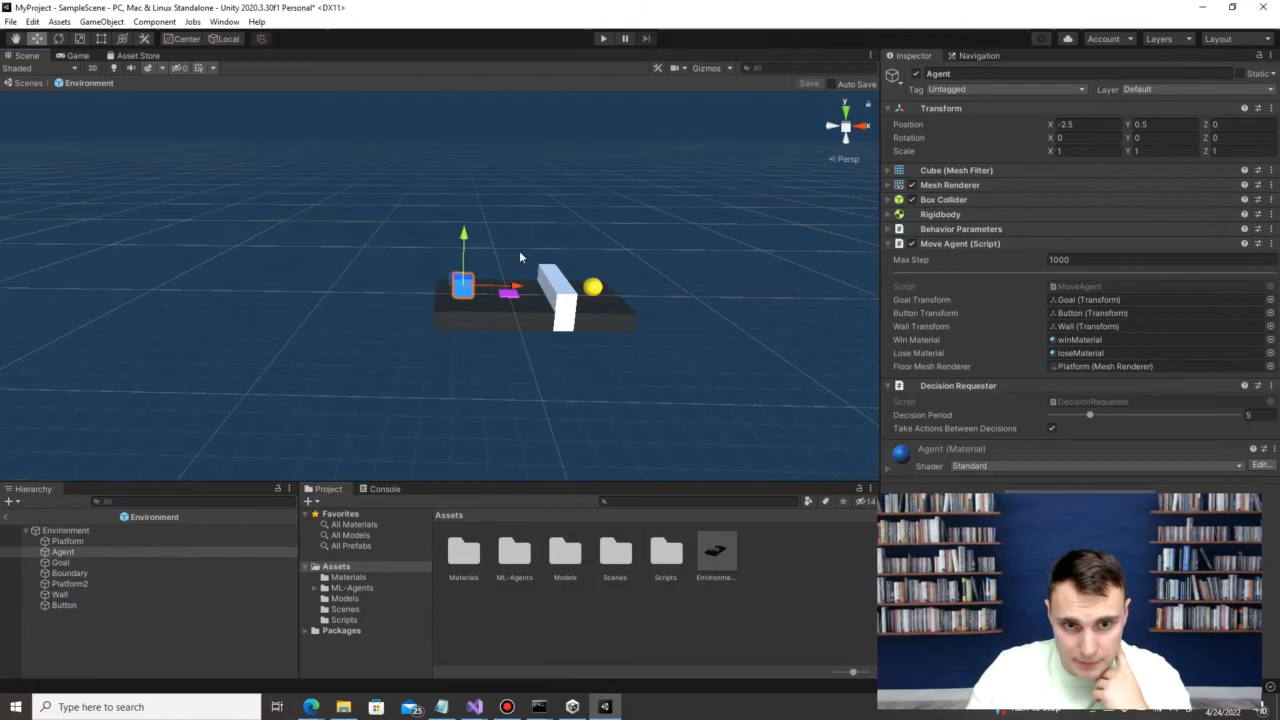 MyProject - SampleScene - PC, Mac & Linux Standalone - Unity 2020.3.30f1 Personal* <DX11>
File Edit Assets GameObject Component Jobs Window Help
Center Local
Account Layers Layout
Scene Game Asset Store
Inspector Navigation
Shaded 2D 0 Gizmos All
Scenes Environment Save Auto Save
Agent Static
Tag Untagged Layer Default
Transform
Position X -2.5 Y 0.5 Z 0
Rotation X 0 Y 0 Z 0
Scale X 1 Y 1 Z 1
y
x
Persp
Cube (Mesh Filter)
Mesh Renderer
Box Collider
Rigidbody
Behavior Parameters
Move Agent (Script)
Max Step 1000
Script MoveAgent
Goal Transform Goal (Transform)
Button Transform Button (Transform)
Wall Transform Wall (Transform)
Win Material winMaterial
Lose Material loseMaterial
Floor Mesh Renderer Platform (Mesh Renderer)
Decision Requester
Script DecisionRequester
Decision Period 5
Take Actions Between Decisions
Agent (Material)
Shader Standard Edit...
Hierarchy
All
Environment
Environment
Platform
Agent
Goal
Boundary
Platform2
Wall
Button
Project Console
14
Favorites
All Materials
All Models
All Prefabs
Assets
Materials
ML-Agents
Models
Scenes
Scripts
Packages
Assets
Materials ML-Agents Models Scenes Scripts Environme...
Type here to search
25
4/24/2022